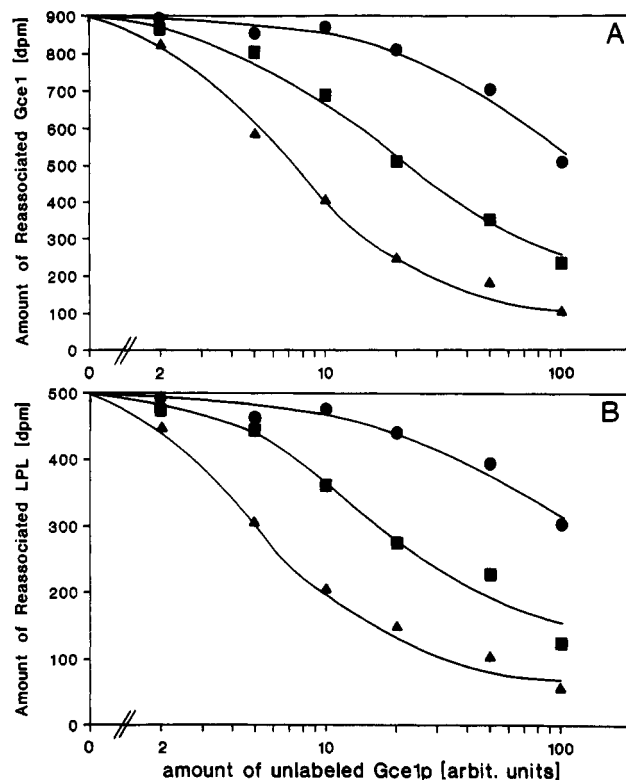 A
Amount of Reassociated Gce1 [dpm]
900
800
700
600
500
400
300
200
100
0
0 2 10 100
B
Amount of Reassociated LPL [dpm]
500
400
300
200
100
0
0 2 10 100
amount of unlabeled Gce1p [arbit. units]